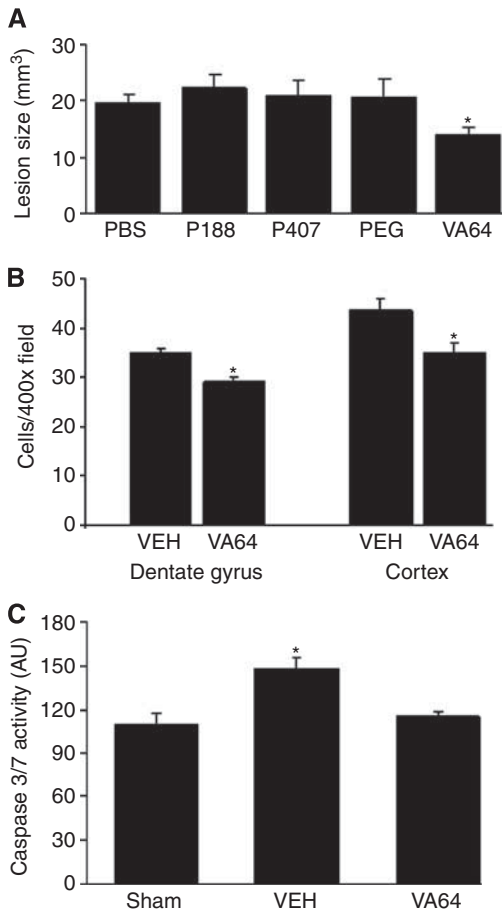 A
Lesion size (mm³)
30
20
10
0
*
PBS P188 P407 PEG VA64
B
Cells/400x field
50
40
30
20
10
0
* *
VEH VA64 VEH VA64
Dentate gyrus Cortex
C
Caspase 3/7 activity (AU)
180
150
120
90
60
30
0
*
Sham VEH VA64